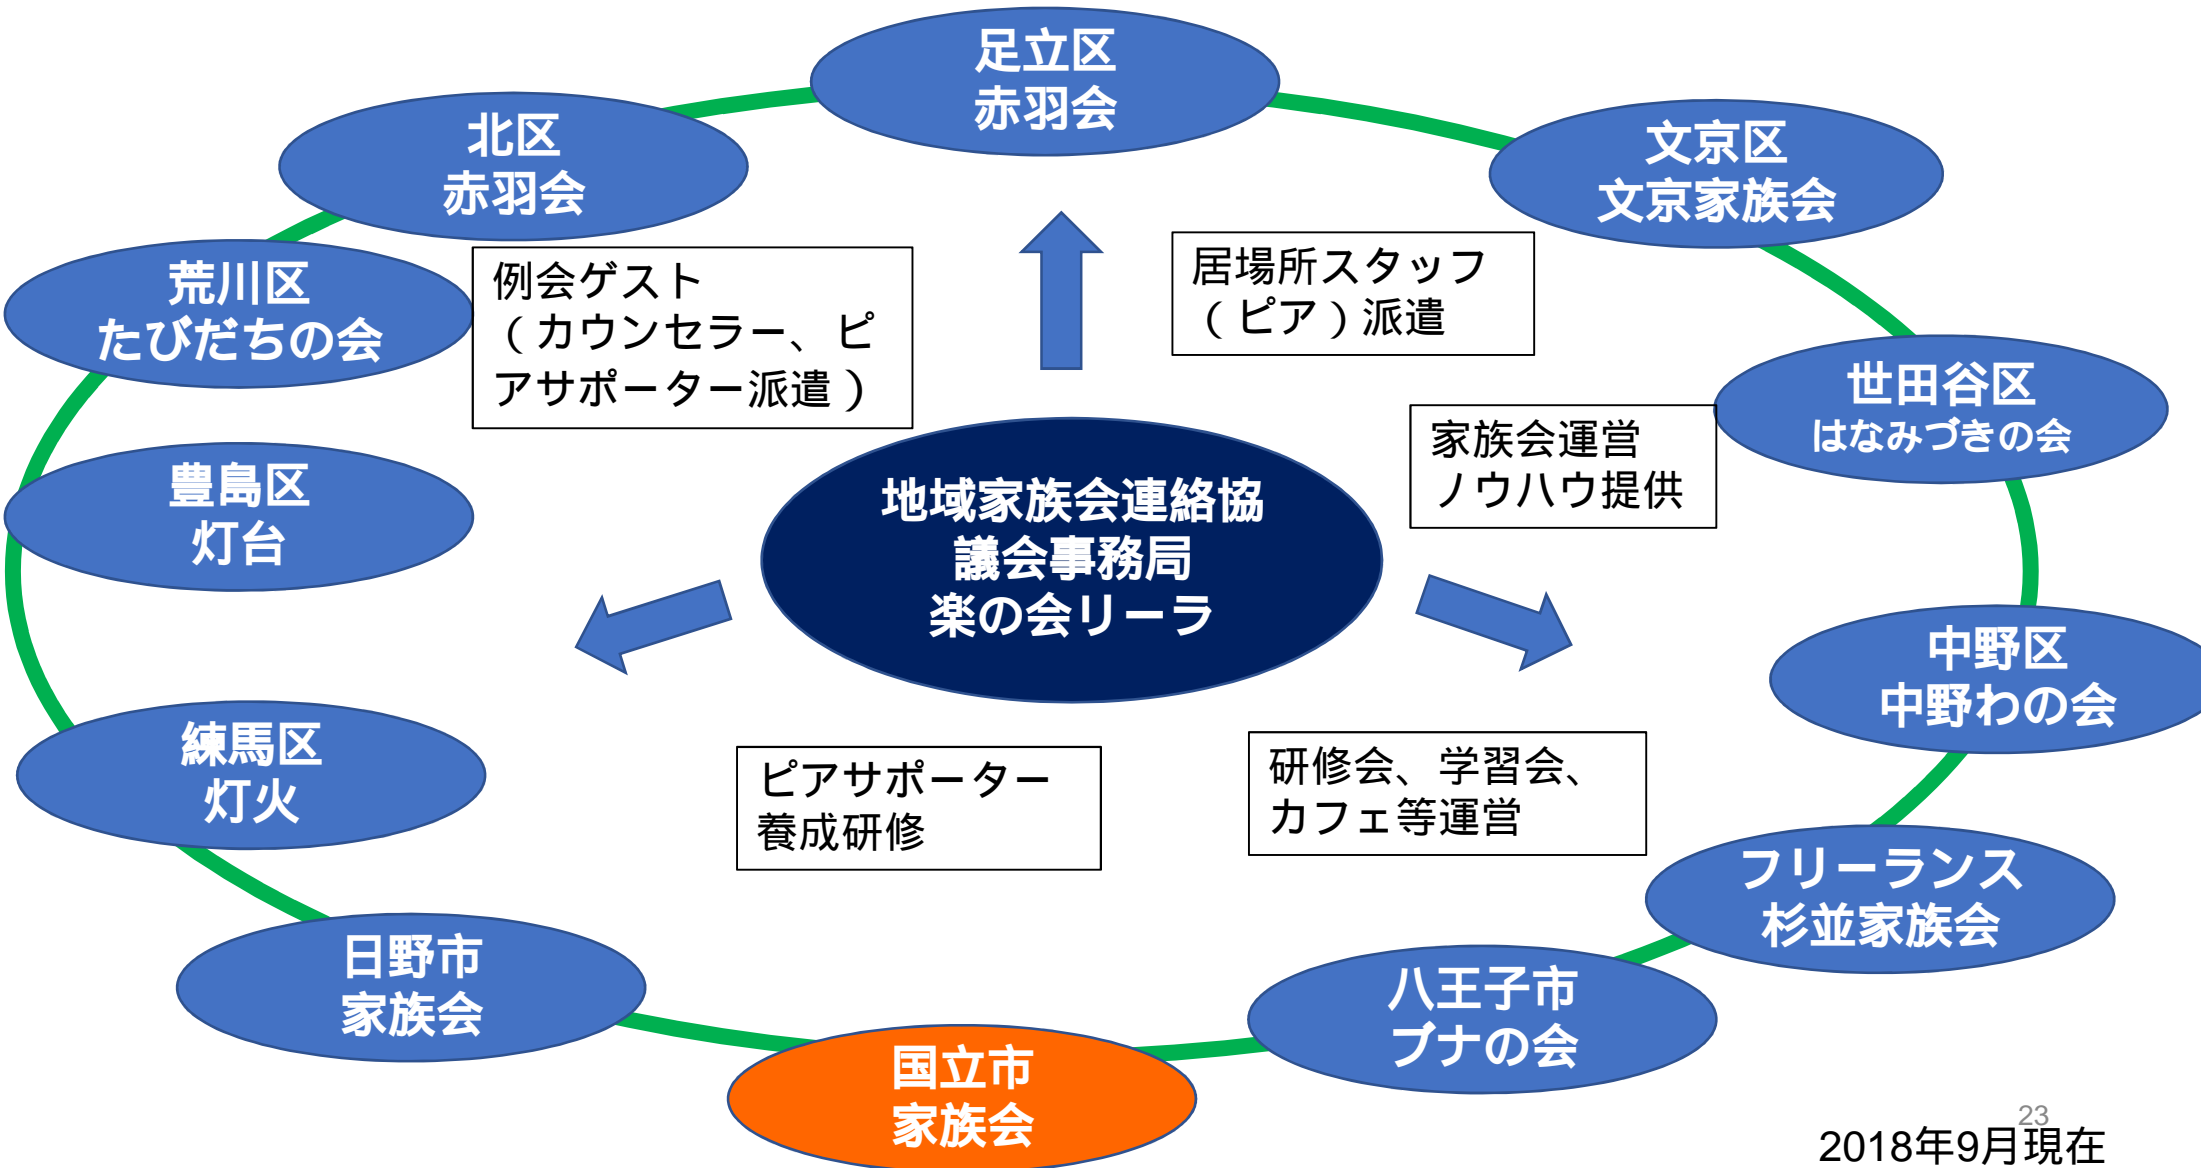 足立区
赤羽会
北区
赤羽会
文京区
文京家族会
荒川区
たびだちの会
例会ゲスト
（カウンセラー、ピ
アサポーター派遣）
居場所スタッフ
（ピア）派遣
世田谷区
はなみづきの会
家族会運営
ノウハウ提供
豊島区
灯台
地域家族会連絡協
議会事務局
楽の会リーラ
中野区
中野わの会
練馬区
灯火
ピアサポーター
養成研修
研修会、学習会、
カフェ等運営
フリーランス
杉並家族会
日野市
家族会
八王子市
ブナの会
国立市
家族会
23
2018年9月現在